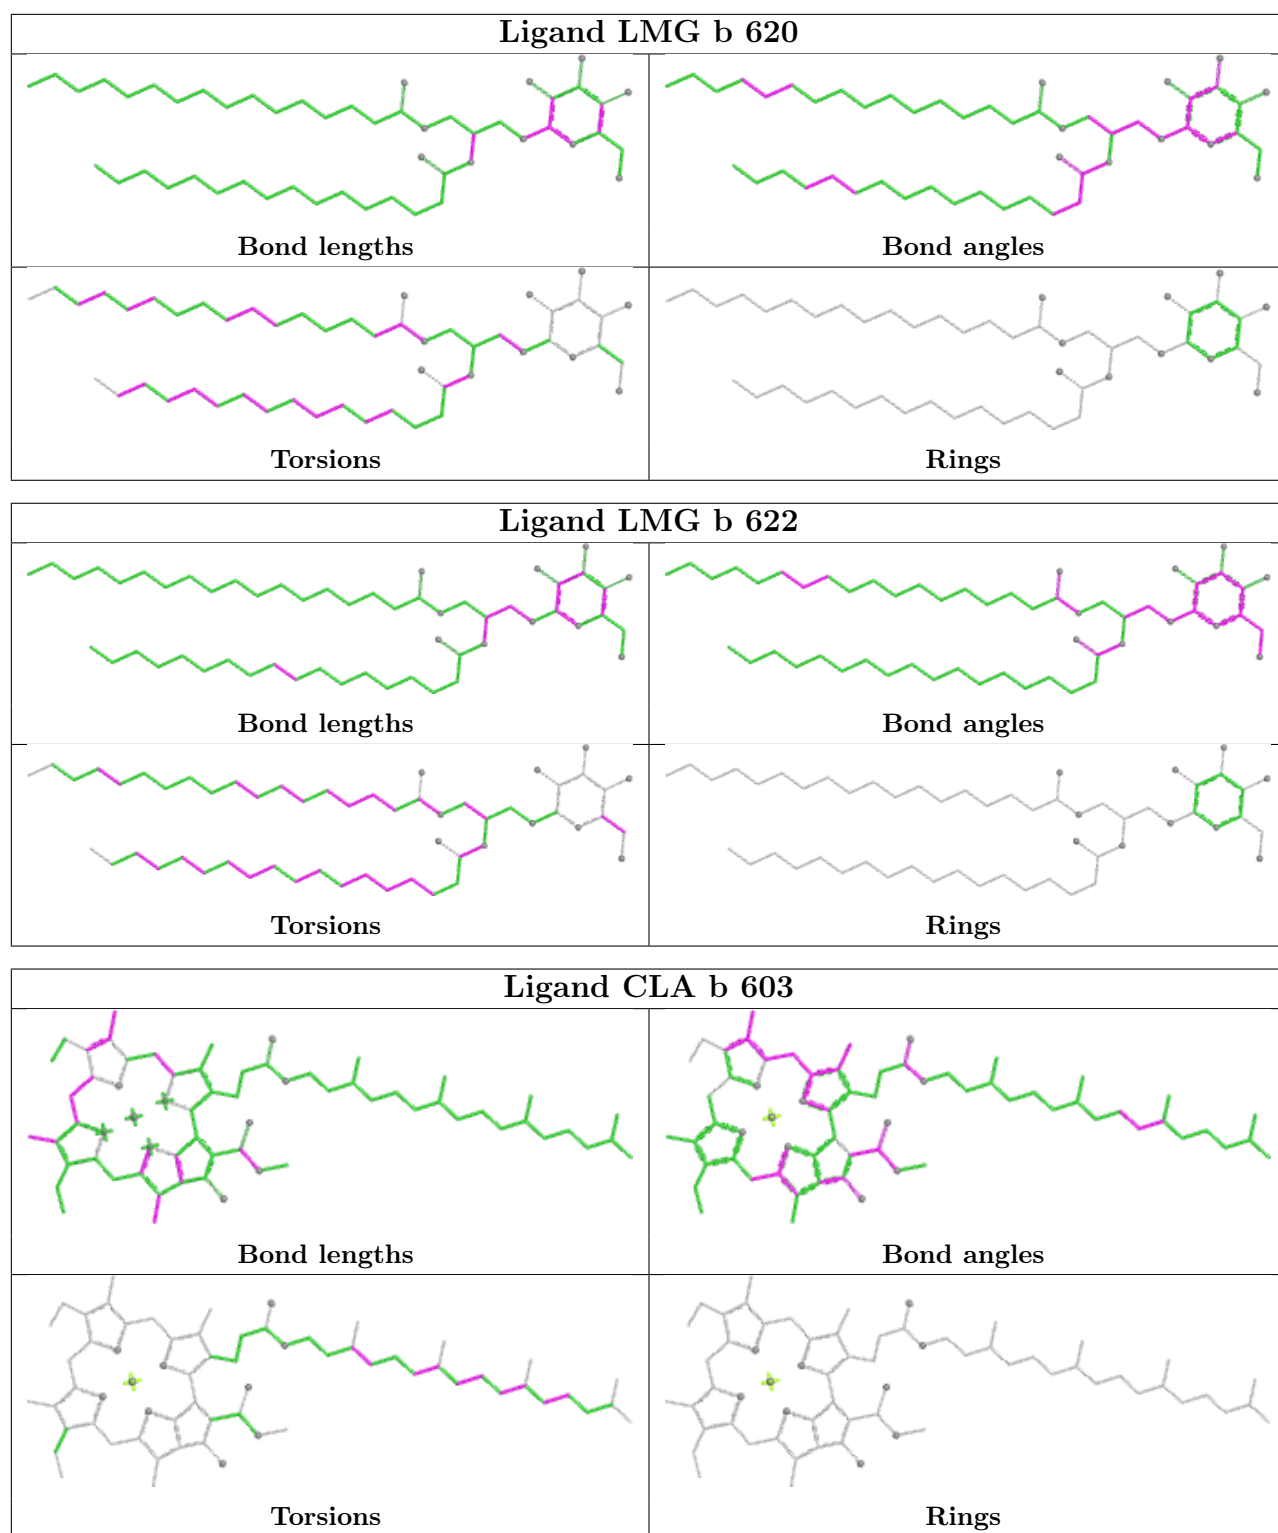 Ligand LMG b 620
Bond lengths
Bond angles
Torsions
Rings
Ligand LMG b 622
Bond lengths
Bond angles
Torsions
Rings
Ligand CLA b 603
Bond lengths
Bond angles
Torsions
Rings